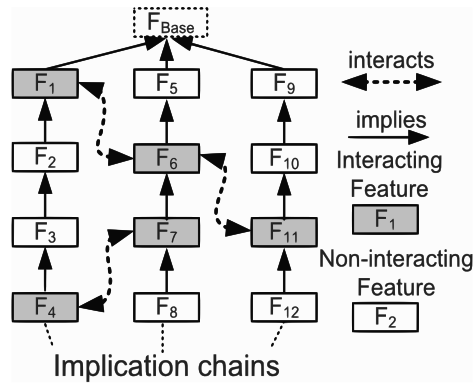 F_Base
F_1 F_5 F_9
F_2 F_6 F_10
F_3 F_7 F_11
F_4 F_8 F_12
Implication chains
interacts
implies
Interacting
Feature
F_1
Non-interacting
Feature
F_2